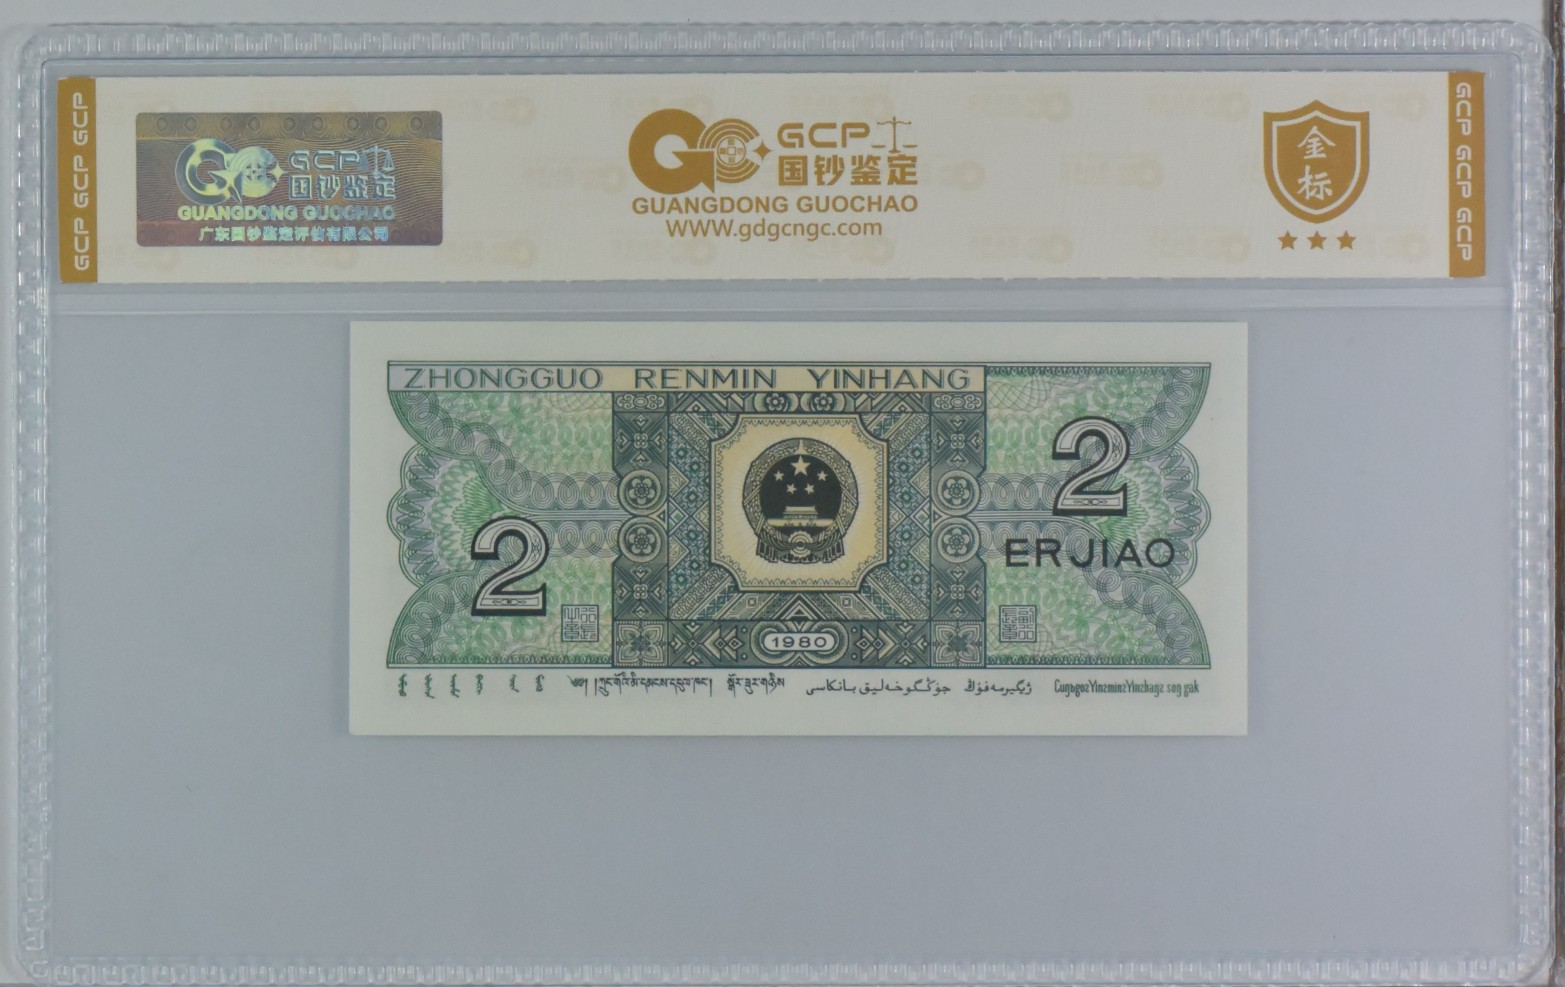 GCP GCP GCP
GCP
国钞鉴定
GUANGDONG GUOCHAO
广东国钞鉴定评估有限公司
GCP
国钞鉴定
GUANGDONG GUOCHAO
WWW.gdgcngc.com
金
标
GCP GCP GCP
ZHONGGUO RENMIN YINHANG
2
ER JIAO
2
1980